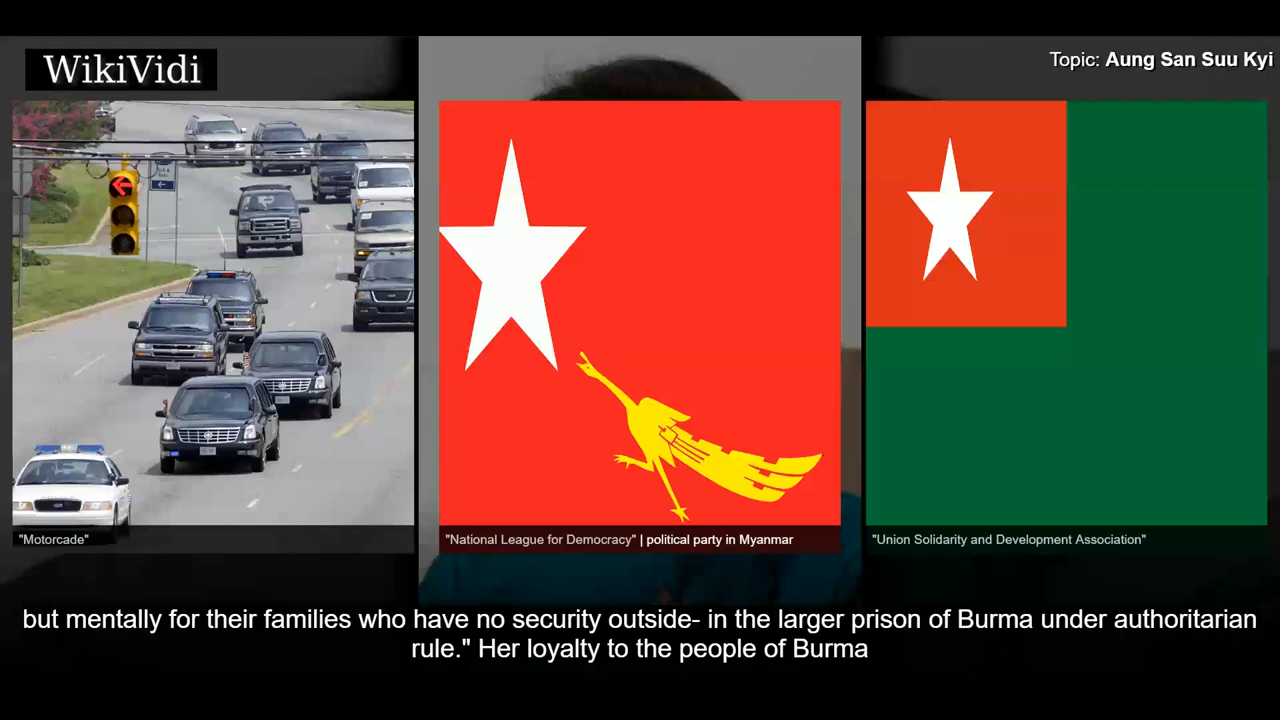 WikiVidi
Topic: Aung San Suu Kyi
"Motorcade"
"National League for Democracy" | political party in Myanmar
"Union Solidarity and Development Association"
but mentally for their families who have no security outside- in the larger prison of Burma under authoritarian
rule." Her loyalty to the people of Burma